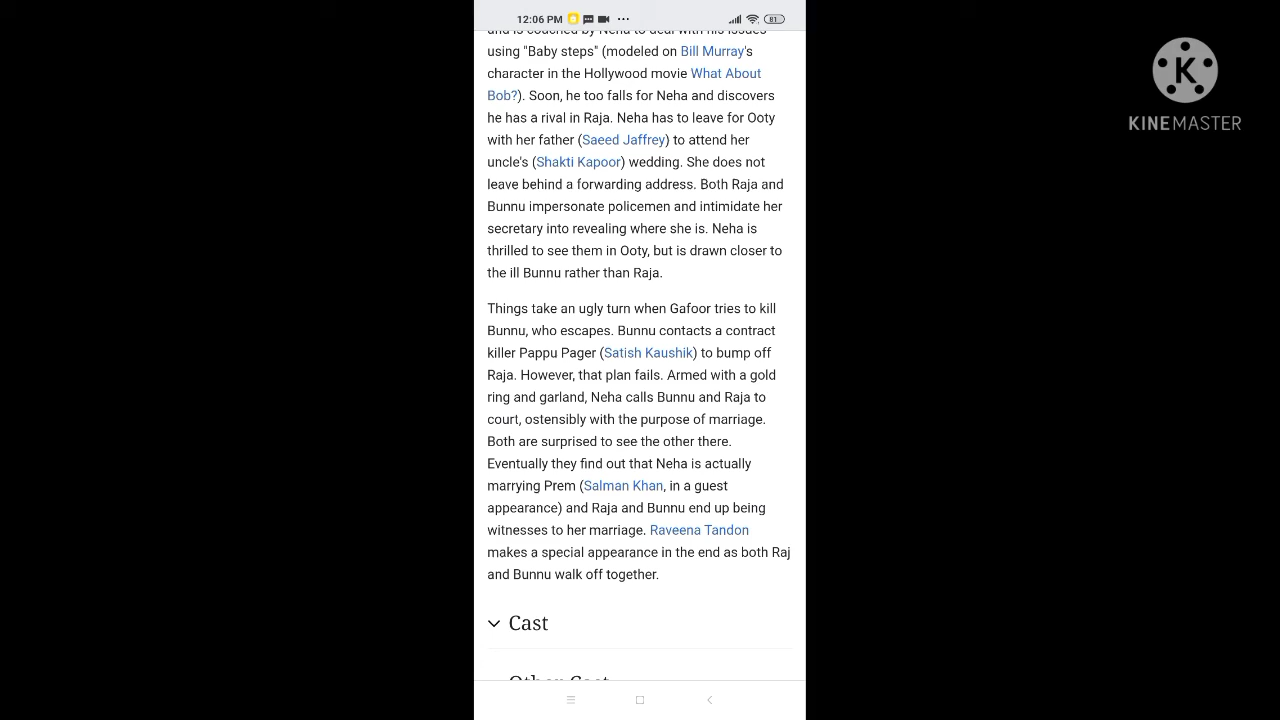 12:06 PM
81
and is coached by Neha to deal with his issues
using "Baby steps" (modeled on Bill Murray's
character in the Hollywood movie What About
Bob?). Soon, he too falls for Neha and discovers
he has a rival in Raja. Neha has to leave for Ooty
with her father (Saeed Jaffrey) to attend her
uncle's (Shakti Kapoor) wedding. She does not
leave behind a forwarding address. Both Raja and
Bunnu impersonate policemen and intimidate her
secretary into revealing where she is. Neha is
thrilled to see them in Ooty, but is drawn closer to
the ill Bunnu rather than Raja.
Things take an ugly turn when Gafoor tries to kill
Bunnu, who escapes. Bunnu contacts a contract
killer Pappu Pager (Satish Kaushik) to bump off
Raja. However, that plan fails. Armed with a gold
ring and garland, Neha calls Bunnu and Raja to
court, ostensibly with the purpose of marriage.
Both are surprised to see the other there.
Eventually they find out that Neha is actually
marrying Prem (Salman Khan, in a guest
appearance) and Raja and Bunnu end up being
witnesses to her marriage. Raveena Tandon
makes a special appearance in the end as both Raj
and Bunnu walk off together.
Cast
Other Cast
K
KINEMASTER